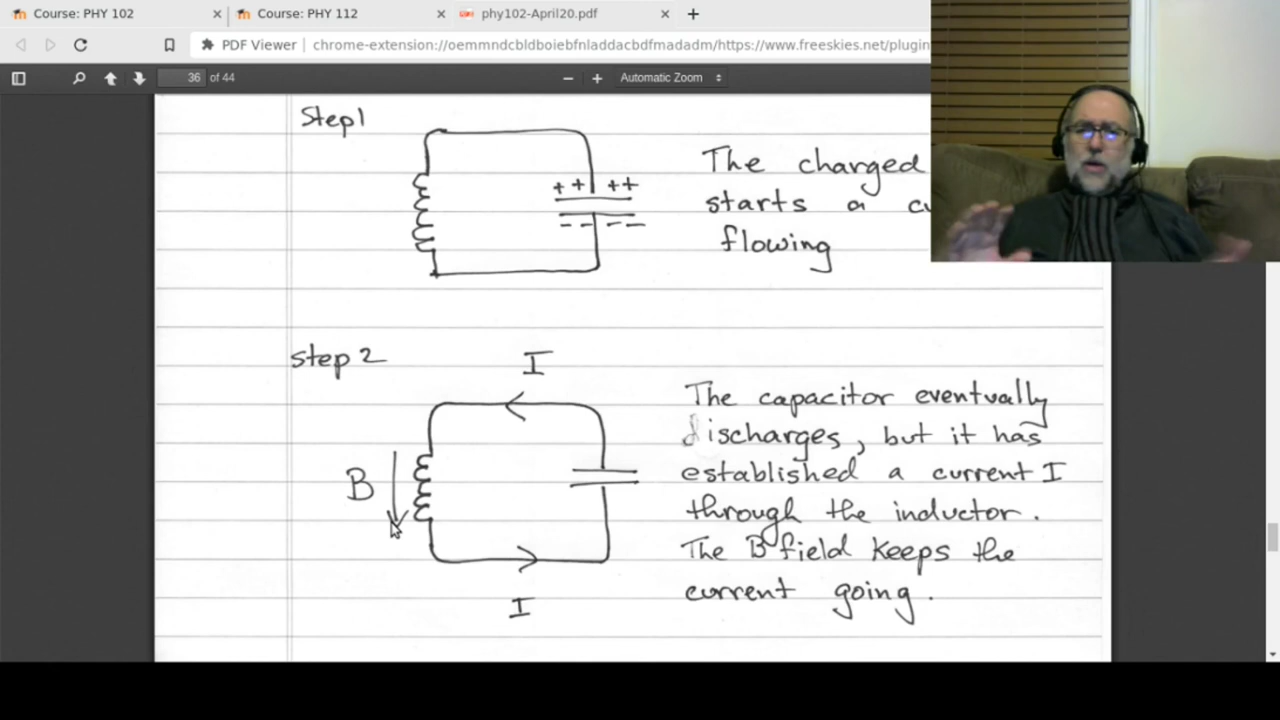 Course: PHY 102
Course: PHY 112
phy102-April20.pdf
PDF Viewer
chrome-extension://oemmndcbldboiebfnladdacbdfmadadm/https://www.freeskies.net/plugin
36 of 44
Automatic Zoom
Step1
++ ++
-- --
The charged
starts a cu
flowing
Step 2
I
B
I
The capacitor eventually
discharges, but it has
established a current I
through the inductor.
The B field keeps the
current going.